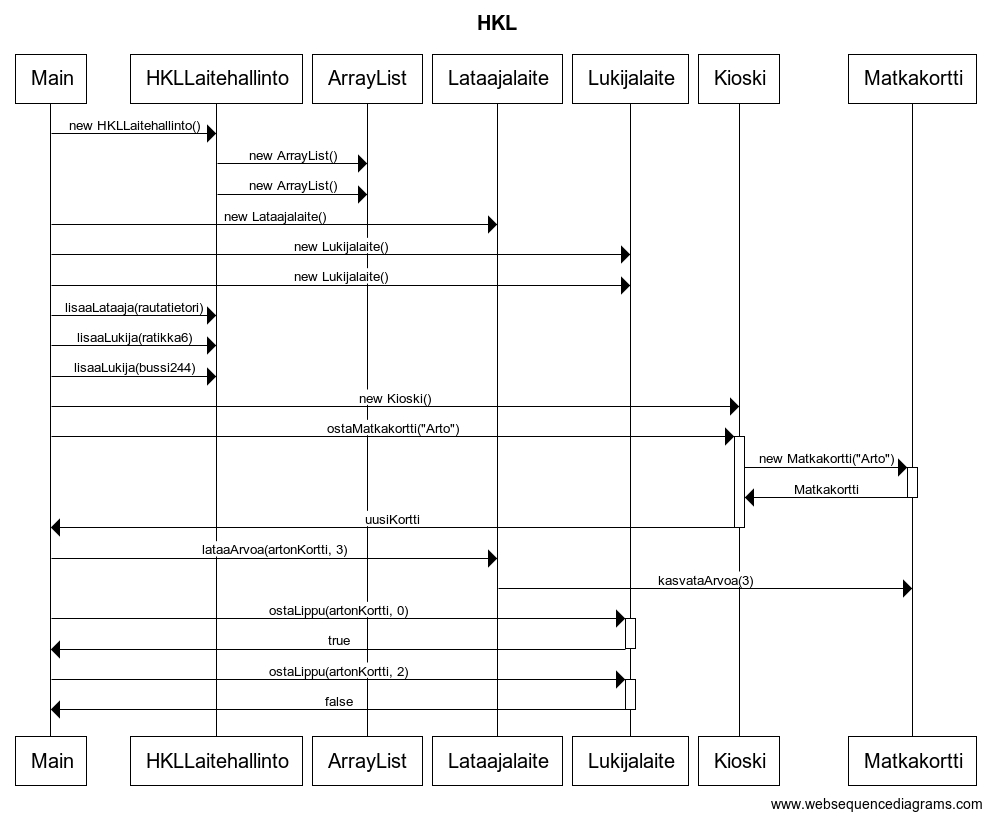 HKL
Main HKLLaitehallinto ArrayList Lataajalaite Lukijalaite Kioski Matkakortti
new HKLLaitehallinto()
new ArrayList()
new ArrayList()
new Lataajalaite()
new Lukijalaite()
new Lukijalaite()
lisaaLataaja(rautatietori)
lisaaLukija(ratikka6)
lisaaLukija(bussi244)
new Kioski()
ostaMatkakortti("Arto")
new Matkakortti("Arto")
Matkakortti
uusiKortti
lataaArvoa(artonKortti, 3)
kasvataArvoa(3)
ostaLippu(artonKortti, 0)
true
ostaLippu(artonKortti, 2)
false
Main HKLLaitehallinto ArrayList Lataajalaite Lukijalaite Kioski Matkakortti
www.websequencediagrams.com